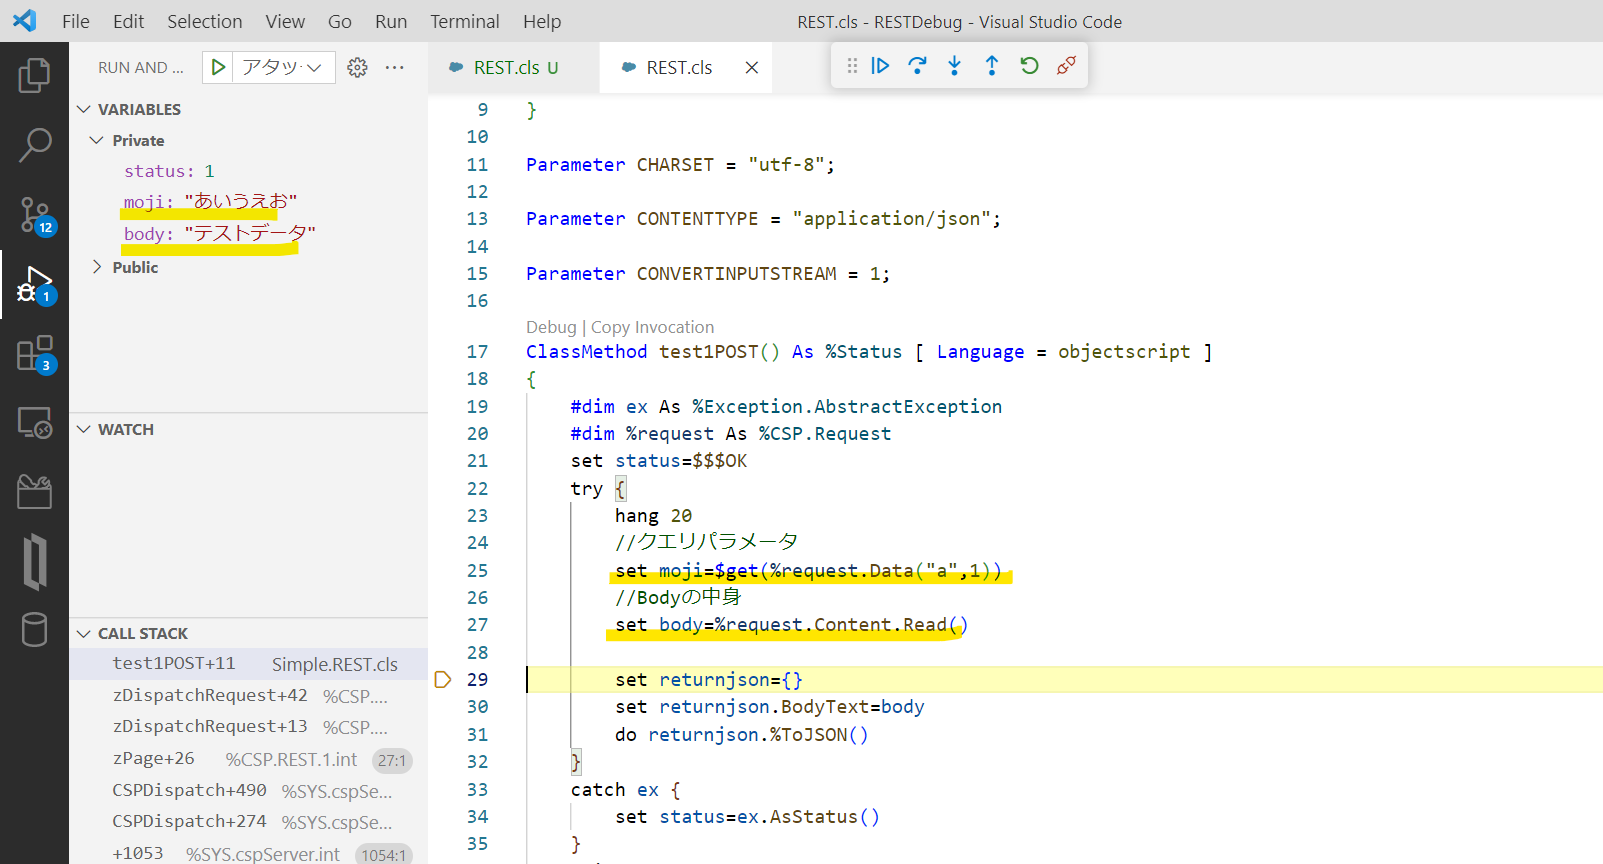 File Edit Selection View Go Run Terminal Help REST.cls - RESTDebug - Visual Studio Code
RUN AND ... アタッ
REST.cls U REST.cls
VARIABLES
Private
status: 1
moji: "あいうえお"
body: "テストデータ"
Public
WATCH
CALL STACK
test1POST+11 Simple.REST.cls
zDispatchRequest+42 %CSP....
zDispatchRequest+13 %CSP....
zPage+26 %CSP.REST.1.int 27:1
CSPDispatch+490 %SYS.cspSe...
CSPDispatch+274 %SYS.cspSe...
+1053 %SYS.cspServer.int 1054:1
12
1
3
9 }
10
11 Parameter CHARSET = "utf-8";
12
13 Parameter CONTENTTYPE = "application/json";
14
15 Parameter CONVERTINPUTSTREAM = 1;
16
Debug | Copy Invocation
17 ClassMethod test1POST() As %Status [ Language = objectscript ]
18 {
19 #dim ex As %Exception.AbstractException
20 #dim %request As %CSP.Request
21 set status=$$$OK
22 try {
23 hang 20
24 //クエリパラメータ
25 set moji=$get(%request.Data("a",1))
26 //Bodyの中身
27 set body=%request.Content.Read()
28
29 set returnjson={}
30 set returnjson.BodyText=body
31 do returnjson.%ToJSON()
32 }
33 catch ex {
34 set status=ex.AsStatus()
35 }